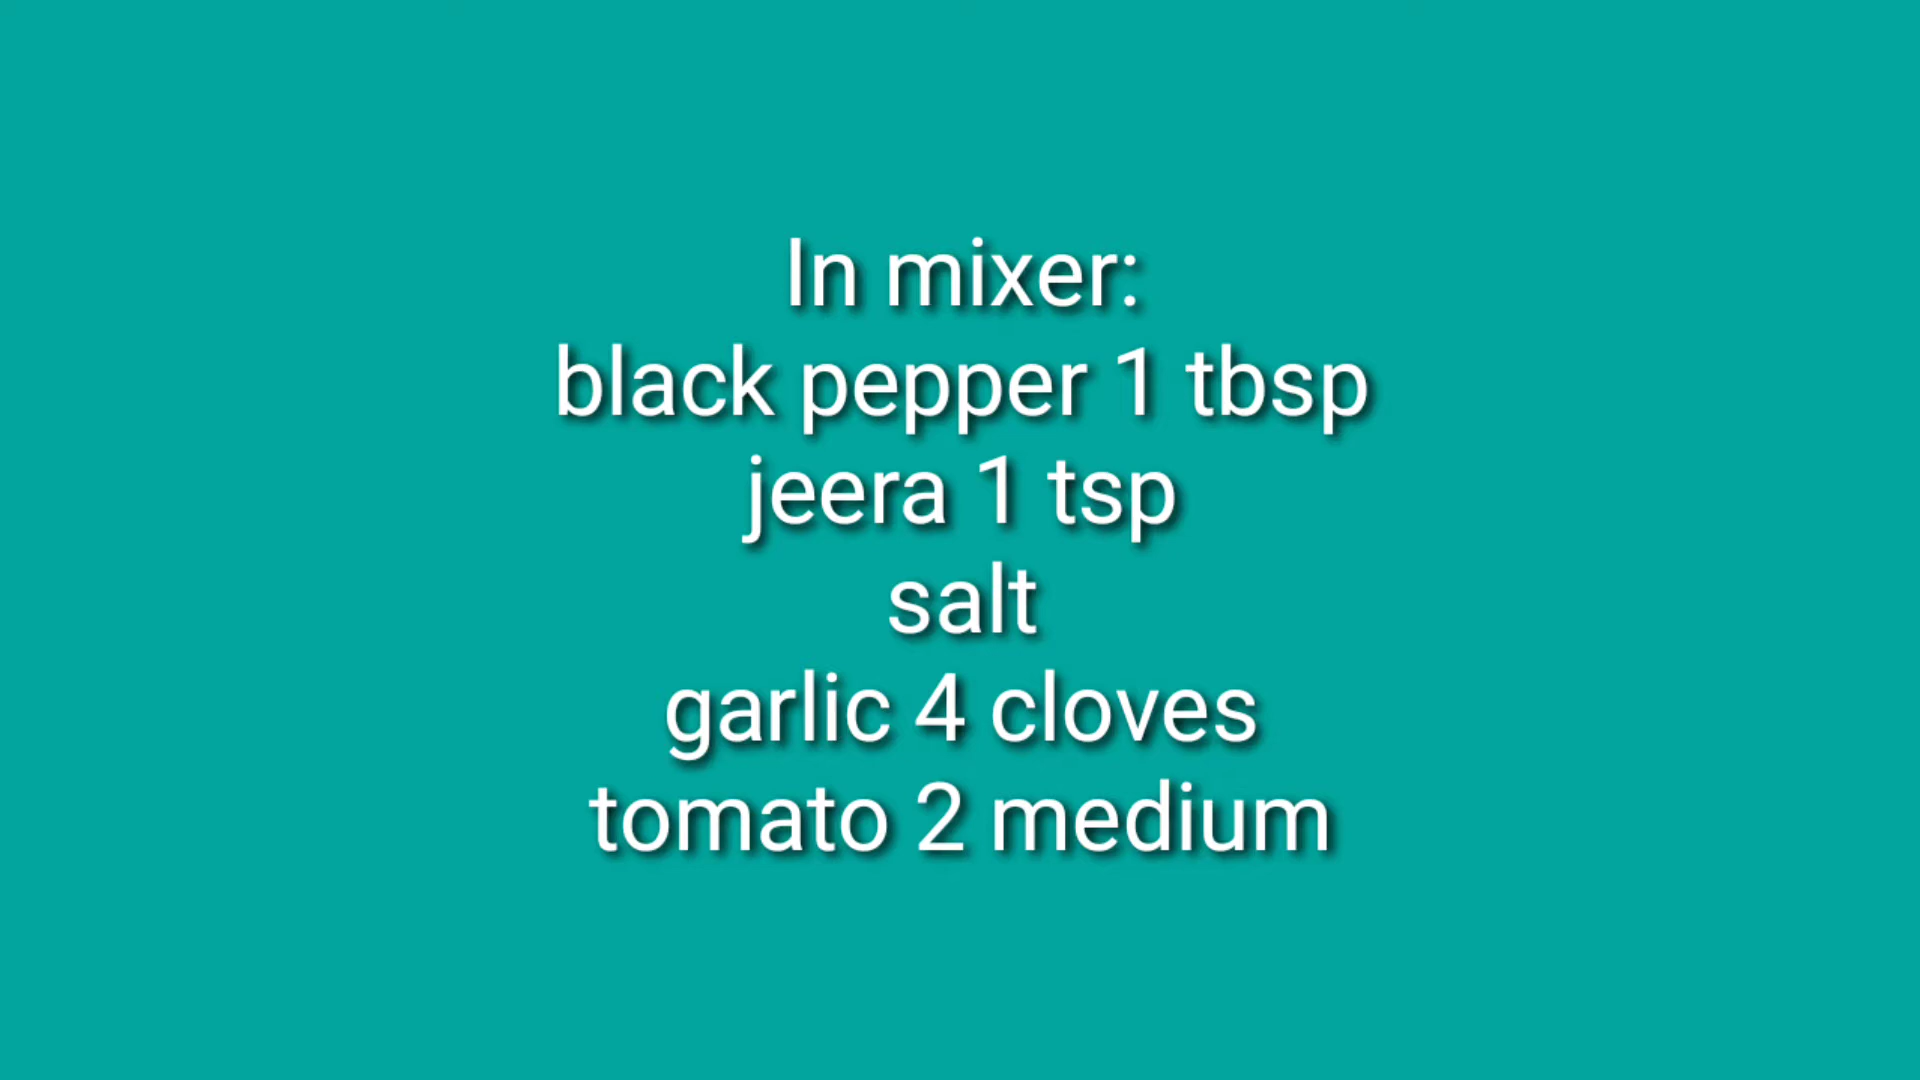 In mixer:
black pepper 1 tbsp
jeera 1 tsp
salt
garlic 4 cloves
tomato 2 medium